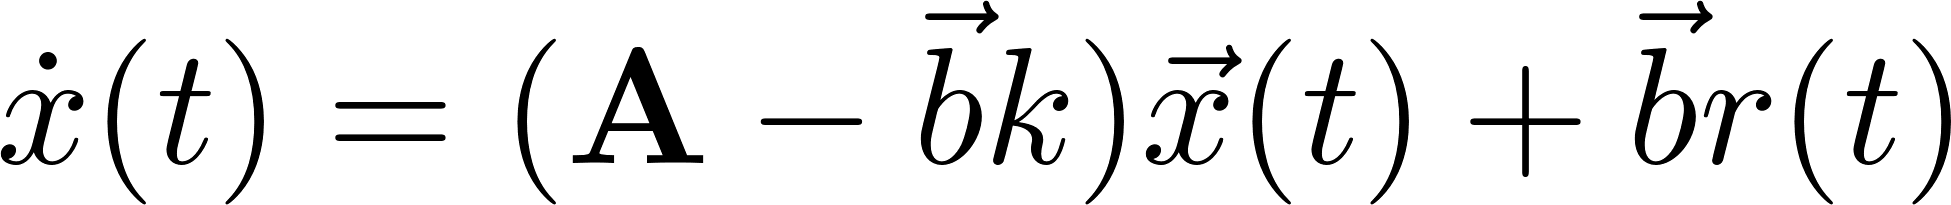 ẋ(t) = (𝐀 − b⃗k)x⃗(t) + b⃗r(t)